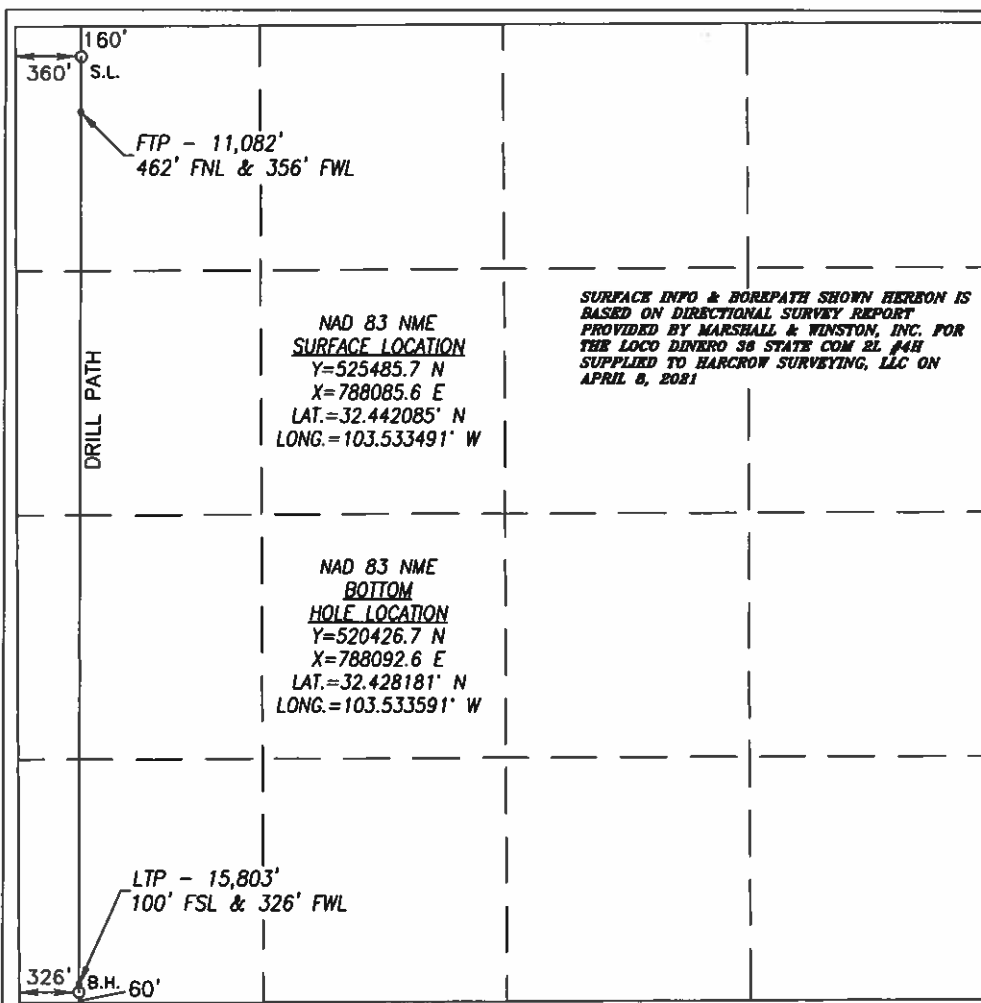 160'
360' S.L.
FTP - 11,082'
462' FNL & 356' FWL
DRILL PATH
NAD 83 NME
SURFACE LOCATION
Y=525485.7 N
X=788085.6 E
LAT.=32.442085° N
LONG.=103.533491° W
SURFACE INFO & BOREPATH SHOWN HEREON IS
BASED ON DIRECTIONAL SURVEY REPORT
PROVIDED BY MARSHALL & WINSTON, INC. FOR
THE LOCO DINERO 36 STATE COM 2L #4H
SUPPLIED TO HARCROW SURVEYING, LLC ON
APRIL 8, 2021
NAD 83 NME
BOTTOM
HOLE LOCATION
Y=520426.7 N
X=788092.6 E
LAT.=32.428181° N
LONG.=103.533591° W
LTP - 15,803'
100' FSL & 326' FWL
326' B.H. 60'